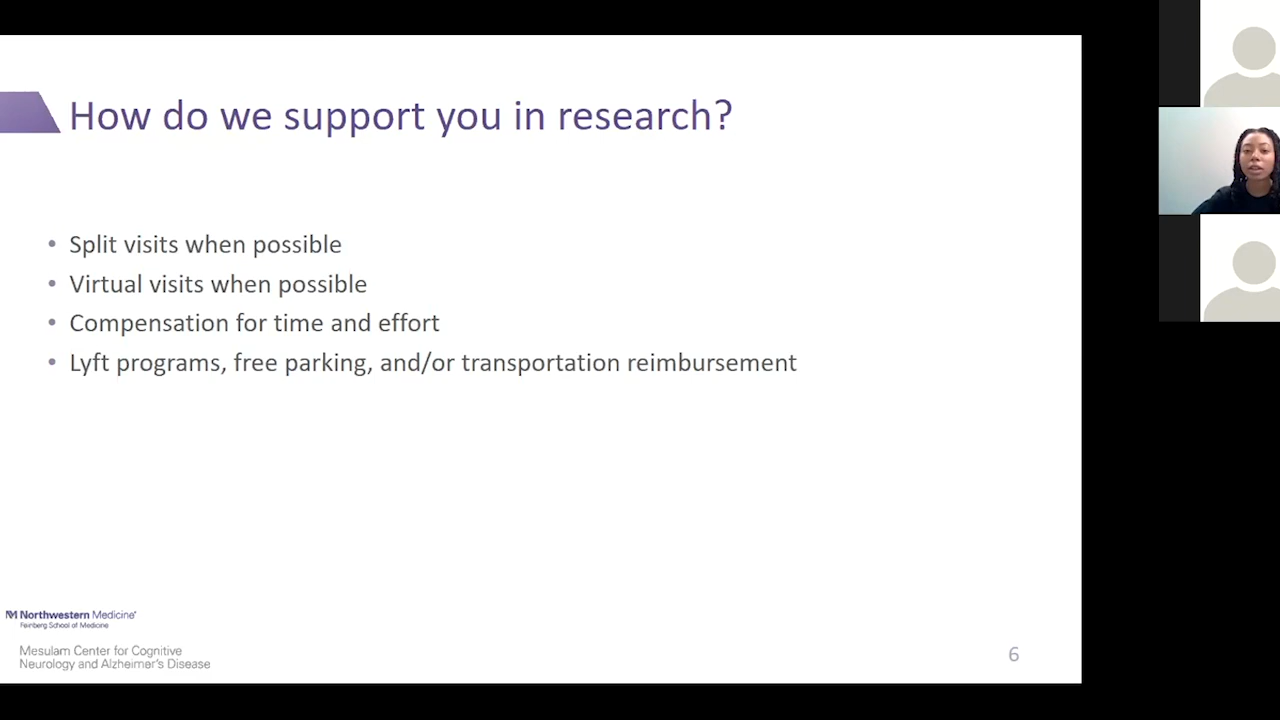 How do we support you in research?
• Split visits when possible
• Virtual visits when possible
• Compensation for time and effort
• Lyft programs, free parking, and/or transportation reimbursement
Northwestern Medicine®
Feinberg School of Medicine
Mesulam Center for Cognitive
Neurology and Alzheimer's Disease
6